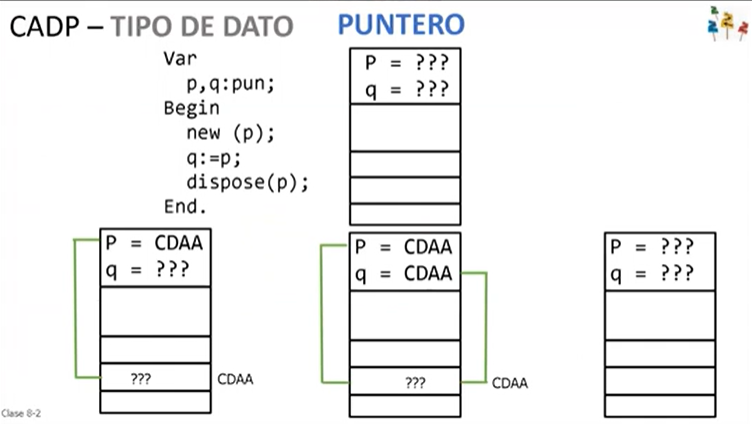 CADP – TIPO DE DATO PUNTERO
Var
p,q:pun;
Begin
new (p);
q:=p;
dispose(p);
End.
P = ???
q = ???
P = CDAA
q = ???
??? CDAA
P = CDAA
q = CDAA
??? CDAA
P = ???
q = ???
Clase 8-2